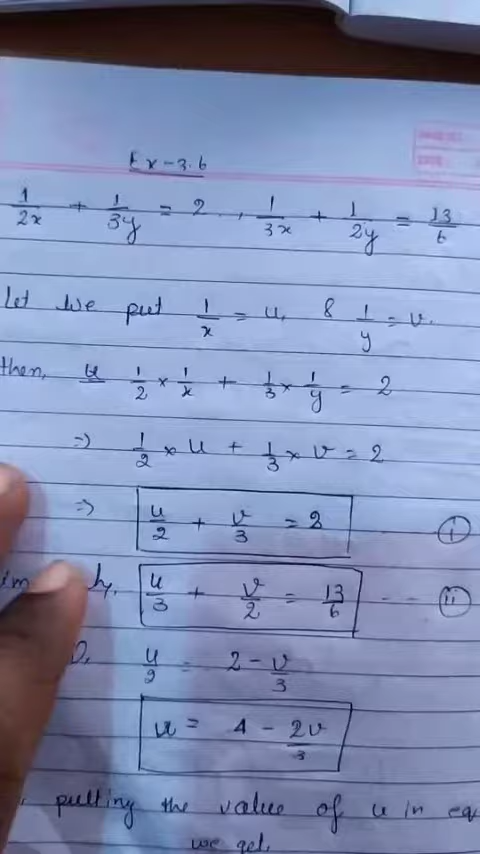 Ex-3.6
1/2x + 1/3y = 2 , 1/3x + 1/2y = 13/6
Let we put 1/x = u, & 1/y = v.
then, 1/2 × 1/x + 1/3 × 1/y = 2
⇒ 1/2 × u + 1/3 × v = 2
⇒ u/2 + v/3 = 2 (i)
u/3 + v/2 = 13/6 -- (ii)
u/2 = 2 - v/3
u = 4 - 2v/3
putting the value of u in eq
we get,